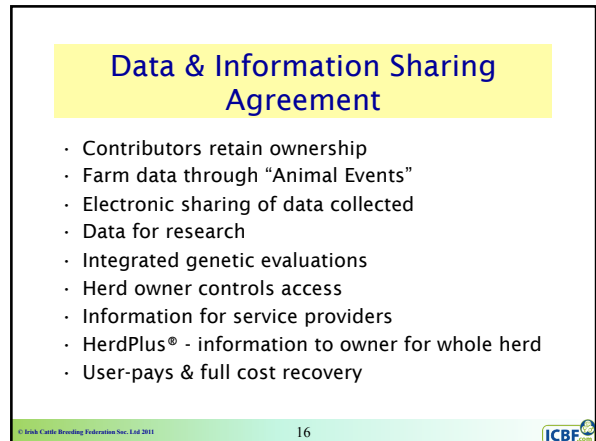 Data & Information Sharing
Agreement
· Contributors retain ownership
· Farm data through “Animal Events”
· Electronic sharing of data collected
· Data for research
· Integrated genetic evaluations
· Herd owner controls access
· Information for service providers
· HerdPlus® - information to owner for whole herd
· User-pays & full cost recovery
© Irish Cattle Breeding Federation Soc. Ltd 2011
16
ICBF.com